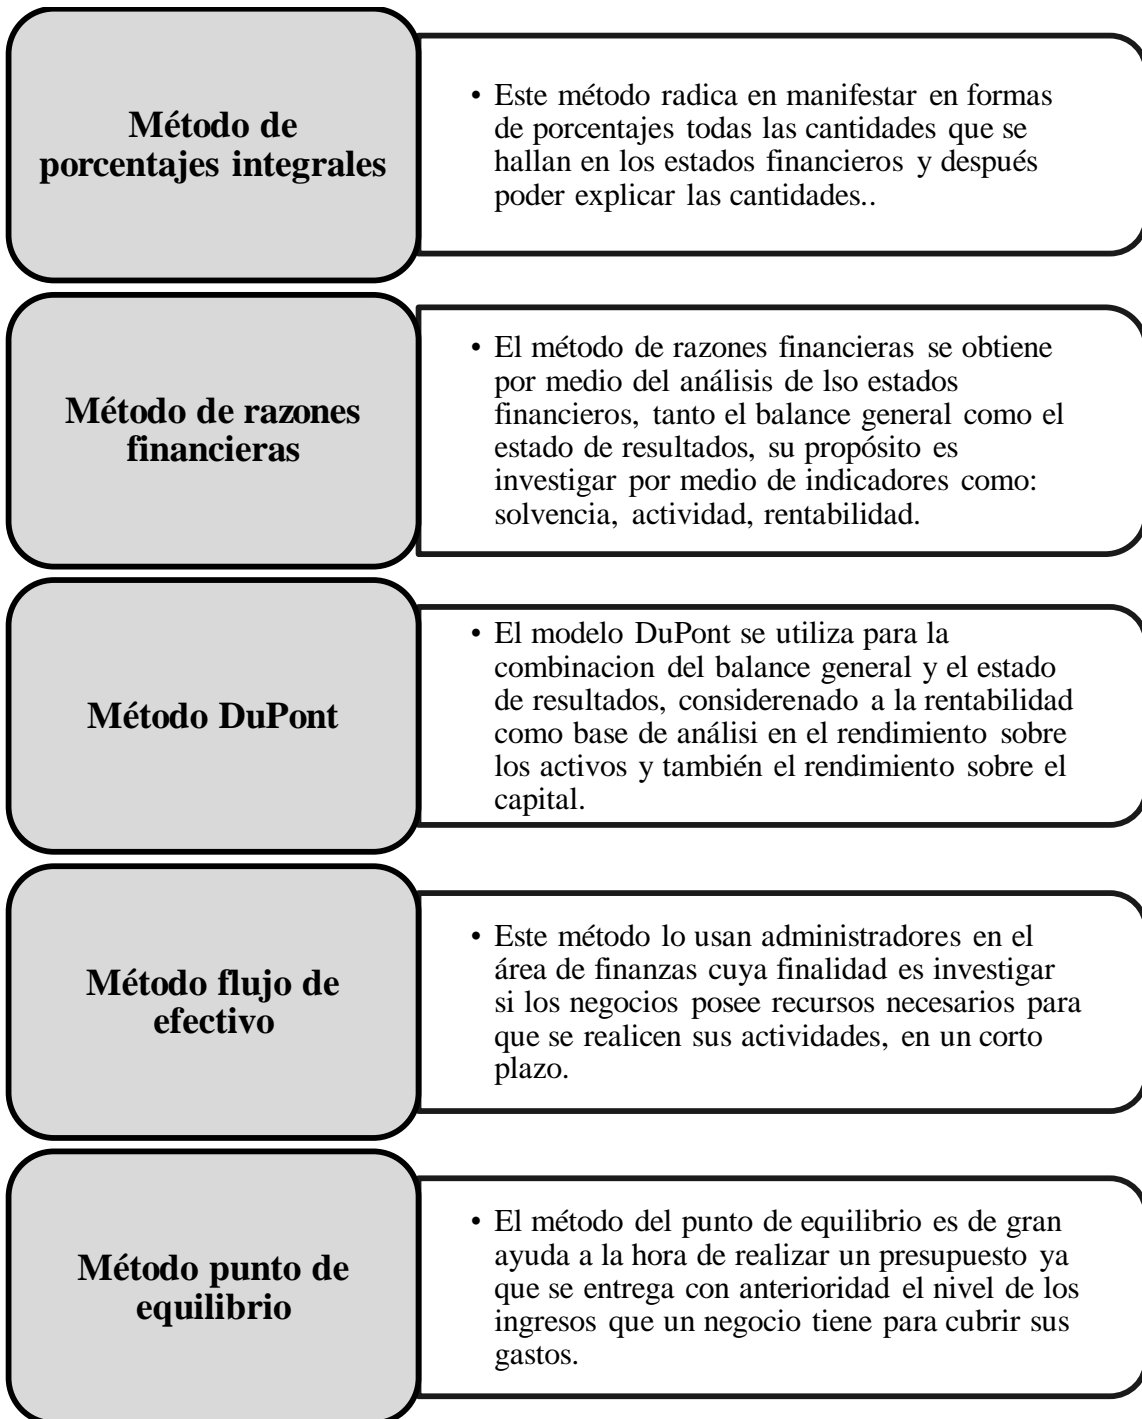 Método de
porcentajes integrales
• Este método radica en manifestar en formas
de porcentajes todas las cantidades que se
hallan en los estados financieros y después
poder explicar las cantidades..
Método de razones
financieras
• El método de razones financieras se obtiene
por medio del análisis de lso estados
financieros, tanto el balance general como el
estado de resultados, su propósito es
investigar por medio de indicadores como:
solvencia, actividad, rentabilidad.
Método DuPont
• El modelo DuPont se utiliza para la
combinacion del balance general y el estado
de resultados, considerenado a la rentabilidad
como base de análisi en el rendimiento sobre
los activos y también el rendimiento sobre el
capital.
Método flujo de
efectivo
• Este método lo usan administradores en el
área de finanzas cuya finalidad es investigar
si los negocios posee recursos necesarios para
que se realicen sus actividades, en un corto
plazo.
Método punto de
equilibrio
• El método del punto de equilibrio es de gran
ayuda a la hora de realizar un presupuesto ya
que se entrega con anterioridad el nivel de los
ingresos que un negocio tiene para cubrir sus
gastos.